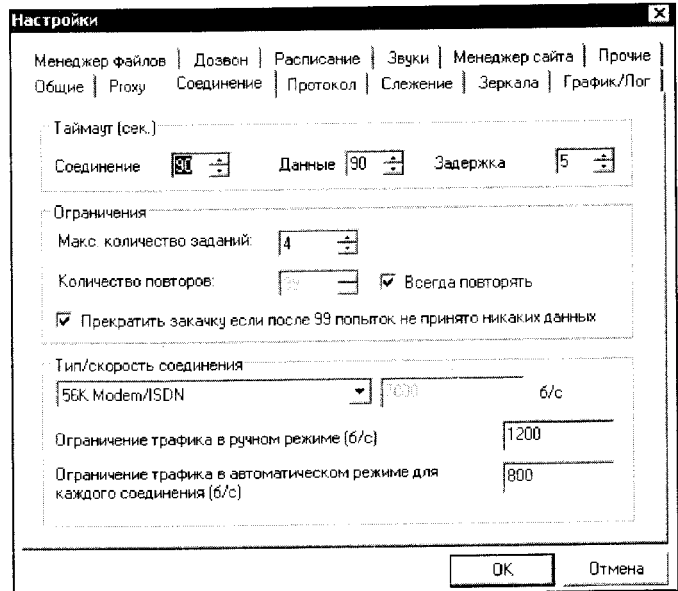 Настройки
Менеджер файлов Дозвон Расписание Звуки Менеджер сайта Прочие
Общие Proxy Соединение Протокол Слежение Зеркала График/Лог
Таймаут (сек.)
Соединение 90 Данные 90 Задержка 5
Ограничения
Макс. количество заданий: 4
Количество повторов: 99 Всегда повторять
Прекратить закачку если после 99 попыток не принято никаких данных
Тип/скорость соединения
56K Modem/ISDN 7000 б/с
Ограничение трафика в ручном режиме (б/с) 1200
Ограничение трафика в автоматическом режиме для 800
каждого соединения (б/с)
OK Отмена